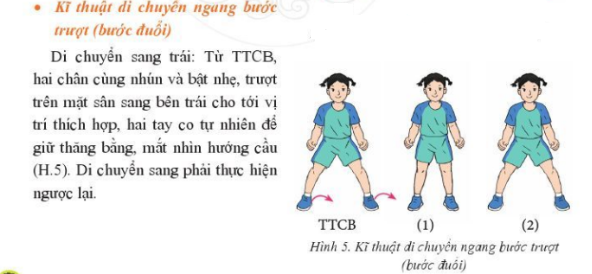 • Kĩ thuật di chuyển ngang bước
trượt (bước đuổi)
Di chuyển sang trái: Từ TTCB,
hai chân cùng nhún và bật nhẹ, trượt
trên mặt sân sang bên trái cho tới vị
trí thích hợp, hai tay co tự nhiên để
giữ thăng bằng, mắt nhìn hướng cầu
(H.5). Di chuyển sang phải thực hiện
ngược lại.
TTCB (1) (2)
Hình 5. Kĩ thuật di chuyển ngang bước trượt
(bước đuổi)